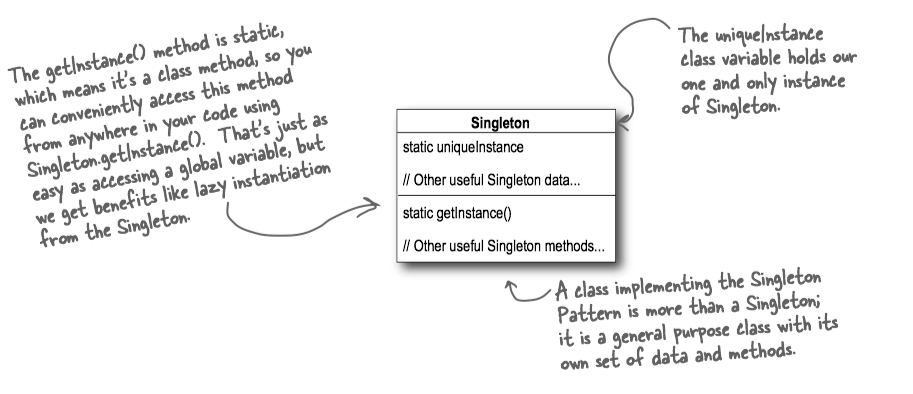 The getInstance() method is static,
which means it's a class method, so you
can conveniently access this method
from anywhere in your code using
Singleton.getInstance(). That's just as
easy as accessing a global variable, but
we get benefits like lazy instantiation
from the Singleton.
The uniqueInstance
class variable holds our
one and only instance
of Singleton.
Singleton
static uniqueInstance
// Other useful Singleton data...
static getInstance()
// Other useful Singleton methods...
A class implementing the Singleton
Pattern is more than a Singleton;
it is a general purpose class with its
own set of data and methods.